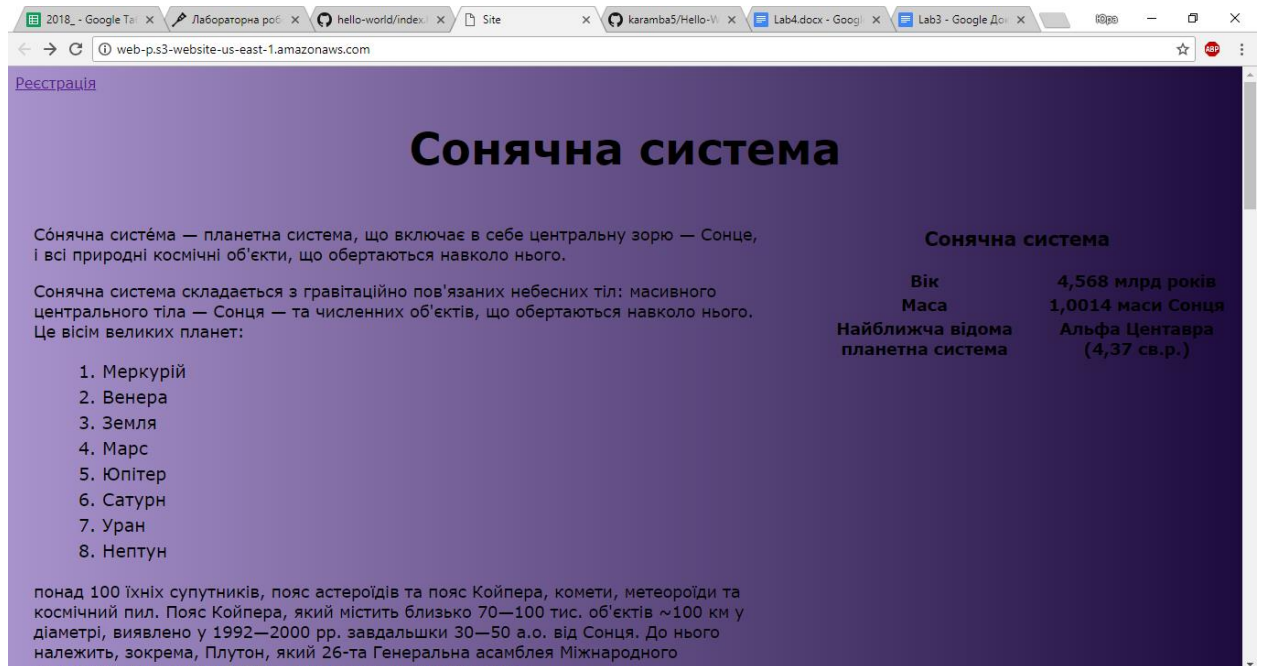 2018_ - Google Ta
Лабораторна роб
hello-world/index.
Site
karamba5/Hello-W
Lab4.docx - Googl
Lab3 - Google До
Юра
web-p.s3-website-us-east-1.amazonaws.com
ABP
Реєстрація
Сонячна система
Со́нячна систе́ма — планетна система, що включає в себе центральну зорю — Сонце,
і всі природні космічні об'єкти, що обертаються навколо нього.
Сонячна система складається з гравітаційно пов'язаних небесних тіл: масивного
центрального тіла — Сонця — та численних об'єктів, що обертаються навколо нього.
Це вісім великих планет:
1. Меркурій
2. Венера
3. Земля
4. Марс
5. Юпітер
6. Сатурн
7. Уран
8. Нептун
понад 100 їхніх супутників, пояс астероїдів та пояс Койпера, комети, метеороїди та
космічний пил. Пояс Койпера, який містить близько 70—100 тис. об'єктів ~100 км у
діаметрі, виявлено у 1992—2000 рр. завдальшки 30—50 а.о. від Сонця. До нього
належить, зокрема, Плутон, який 26-та Генеральна асамблея Міжнародного
Сонячна система
Вік 4,568 млрд років
Маса 1,0014 маси Сонця
Найближча відома Альфа Центавра
планетна система (4,37 св.р.)